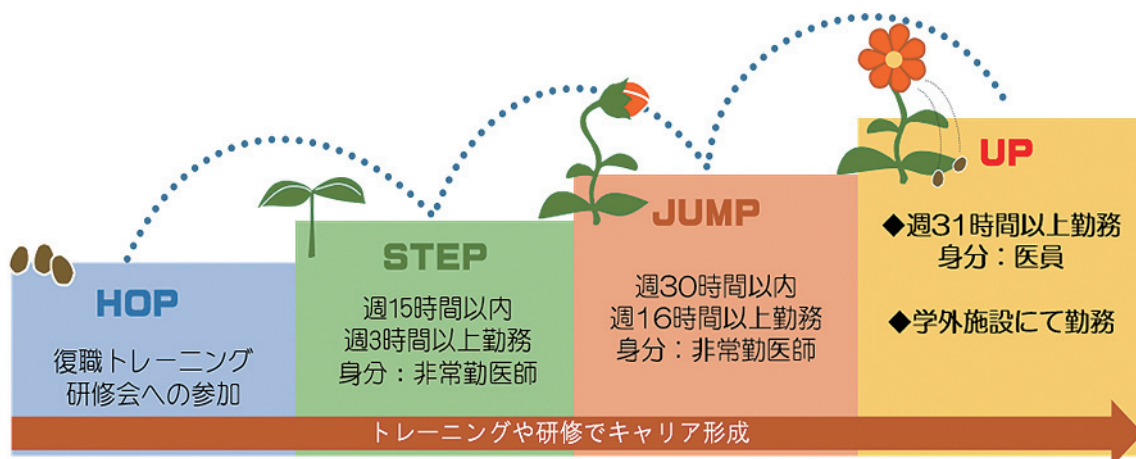 HOP
復職トレーニング
研修会への参加
STEP
週15時間以内
週3時間以上勤務
身分：非常勤医師
JUMP
週30時間以内
週16時間以上勤務
身分：非常勤医師
UP
◆週31時間以上勤務
身分：医員
◆学外施設にて勤務
トレーニングや研修でキャリア形成